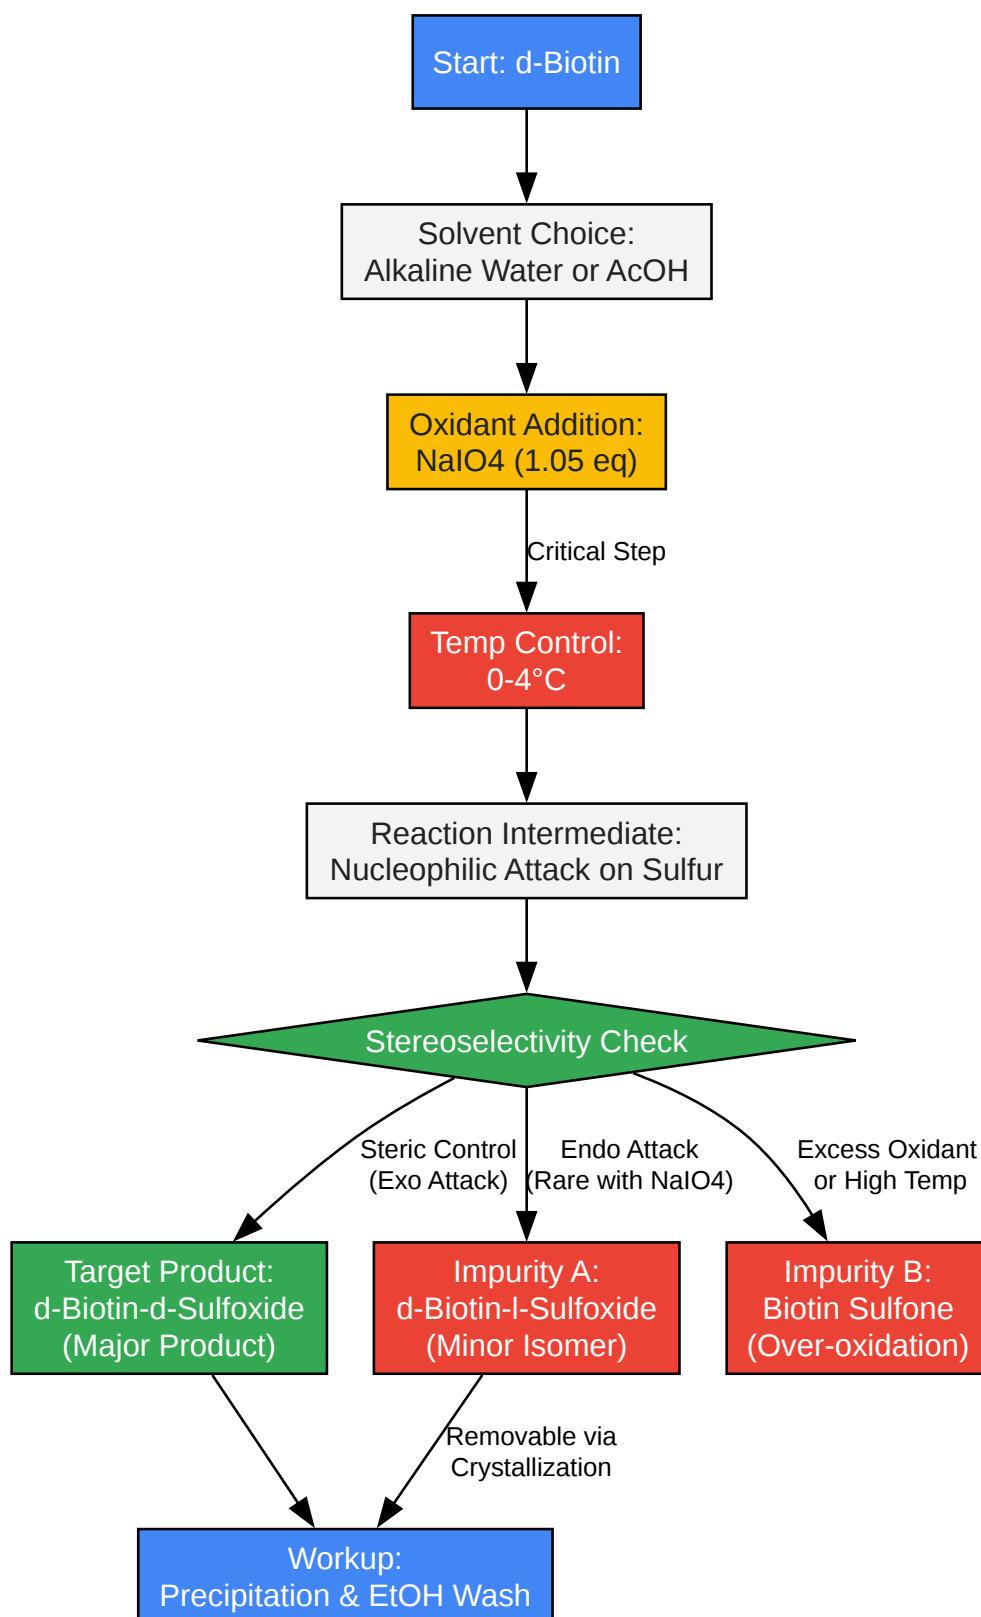 Start: d-Biotin
Solvent Choice:
Alkaline Water or AcOH
Oxidant Addition:
NaIO4 (1.05 eq)
Critical Step
Temp Control:
0-4°C
Reaction Intermediate:
Nucleophilic Attack on Sulfur
Stereoselectivity Check
Steric Control
(Exo Attack)
Endo Attack
(Rare with NaIO4)
Excess Oxidant
or High Temp
Target Product:
d-Biotin-d-Sulfoxide
(Major Product)
Impurity A:
d-Biotin-l-Sulfoxide
(Minor Isomer)
Impurity B:
Biotin Sulfone
(Over-oxidation)
Removable via
Crystallization
Workup:
Precipitation & EtOH Wash